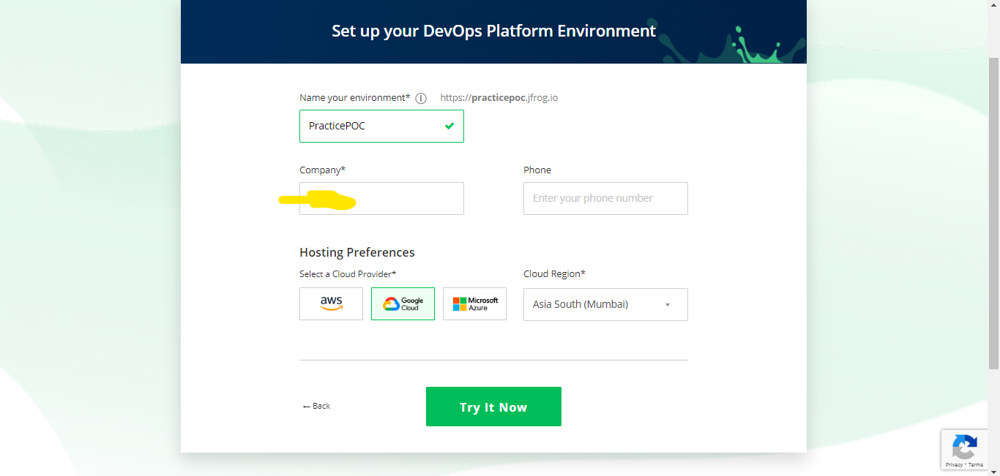 Set up your DevOps Platform Environment
Name your environment* i https://practicepoc.jfrog.io
PracticePOC
Company* Phone
Enter your phone number
Hosting Preferences
Select a Cloud Provider* Cloud Region*
aws Google Cloud Microsoft Azure Asia South (Mumbai)
← Back Try It Now
Privacy - Terms